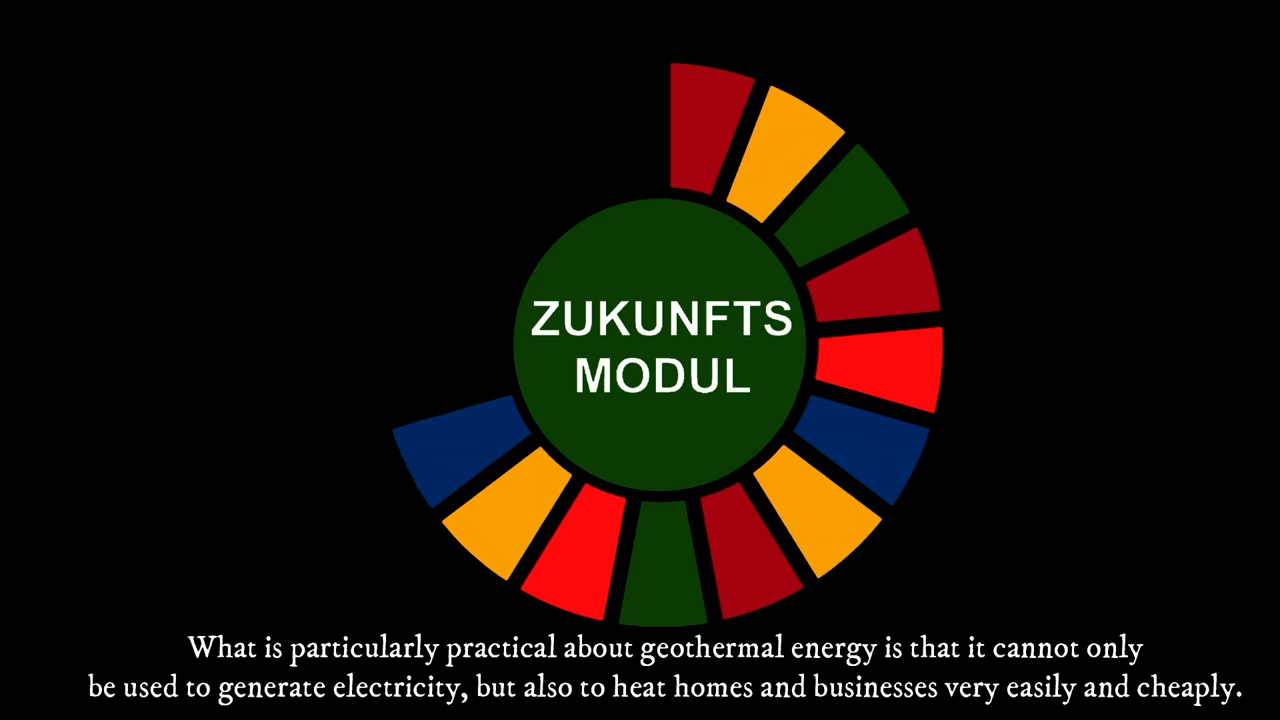 ZUKUNFTS
MODUL
What is particularly practical about geothermal energy is that it cannot only
be used to generate electricity, but also to heat homes and businesses very easily and cheaply.